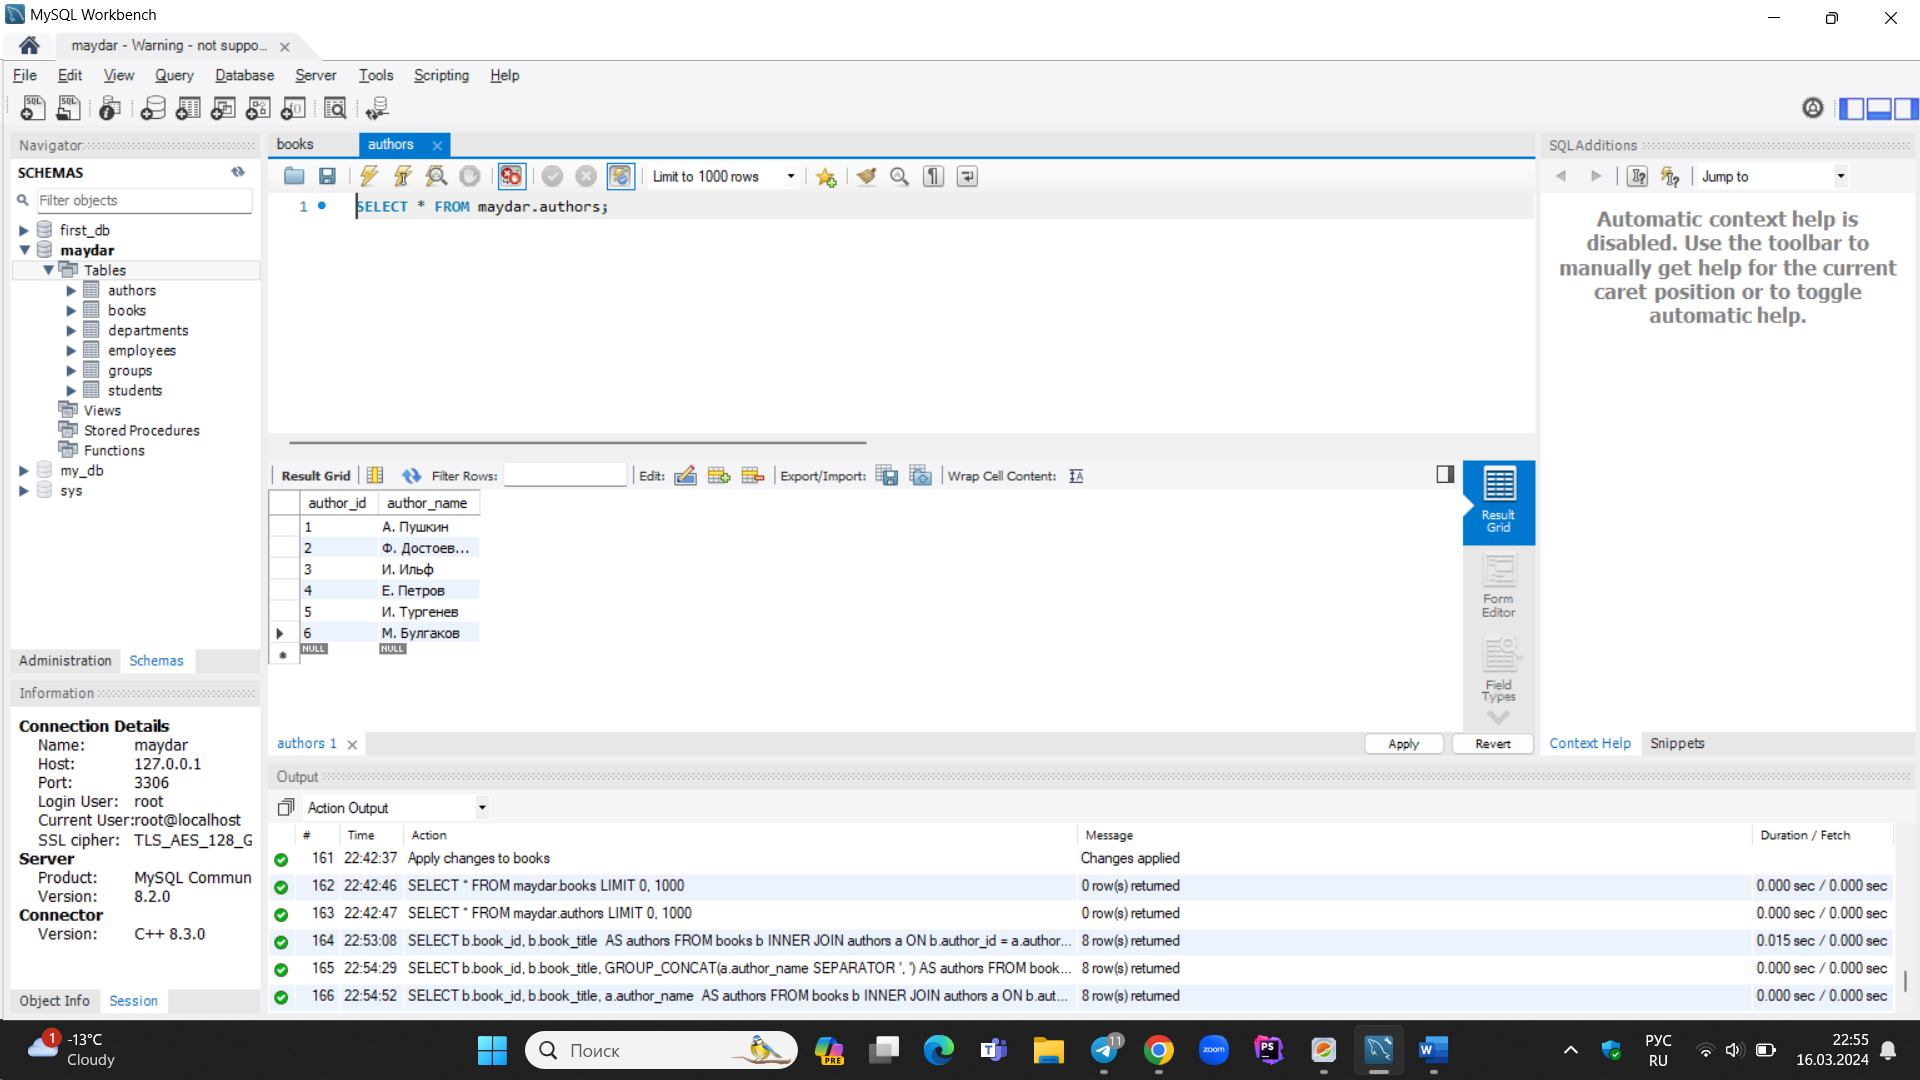 MySQL Workbench
maydar - Warning - not suppo...
File Edit View Query Database Server Tools Scripting Help
Navigator
SCHEMAS
Filter objects
first_db
maydar
Tables
authors
books
departments
employees
groups
students
Views
Stored Procedures
Functions
my_db
sys
Administration Schemas
Information
Connection Details
Name: maydar
Host: 127.0.0.1
Port: 3306
Login User: root
Current User:root@localhost
SSL cipher: TLS_AES_128_G
Server
Product: MySQL Commun
Version: 8.2.0
Connector
Version: C++ 8.3.0
Object Info Session
books authors
Limit to 1000 rows
1 SELECT * FROM maydar.authors;
Result Grid Filter Rows: Edit: Export/Import: Wrap Cell Content:
author_id author_name
1 А. Пушкин
2 Ф. Достоев...
3 И. Ильф
4 Е. Петров
5 И. Тургенев
6 М. Булгаков
NULL NULL
Result
Grid
Form
Editor
Field
Types
authors 1
Apply Revert
SQLAdditions
Jump to
Automatic context help is
disabled. Use the toolbar to
manually get help for the current
caret position or to toggle
automatic help.
Context Help Snippets
Output
Action Output
# Time Action Message Duration / Fetch
161 22:42:37 Apply changes to books Changes applied
162 22:42:46 SELECT * FROM maydar.books LIMIT 0, 1000 0 row(s) returned 0.000 sec / 0.000 sec
163 22:42:47 SELECT * FROM maydar.authors LIMIT 0, 1000 0 row(s) returned 0.000 sec / 0.000 sec
164 22:53:08 SELECT b.book_id, b.book_title AS authors FROM books b INNER JOIN authors a ON b.author_id = a.author... 8 row(s) returned 0.015 sec / 0.000 sec
165 22:54:29 SELECT b.book_id, b.book_title, GROUP_CONCAT(a.author_name SEPARATOR ', ') AS authors FROM book... 8 row(s) returned 0.000 sec / 0.000 sec
166 22:54:52 SELECT b.book_id, b.book_title, a.author_name AS authors FROM books b INNER JOIN authors a ON b.aut... 8 row(s) returned 0.000 sec / 0.000 sec
1
-13°C
Cloudy
Поиск
PRE
11
zoom
PS
РУС
RU
22:55
16.03.2024